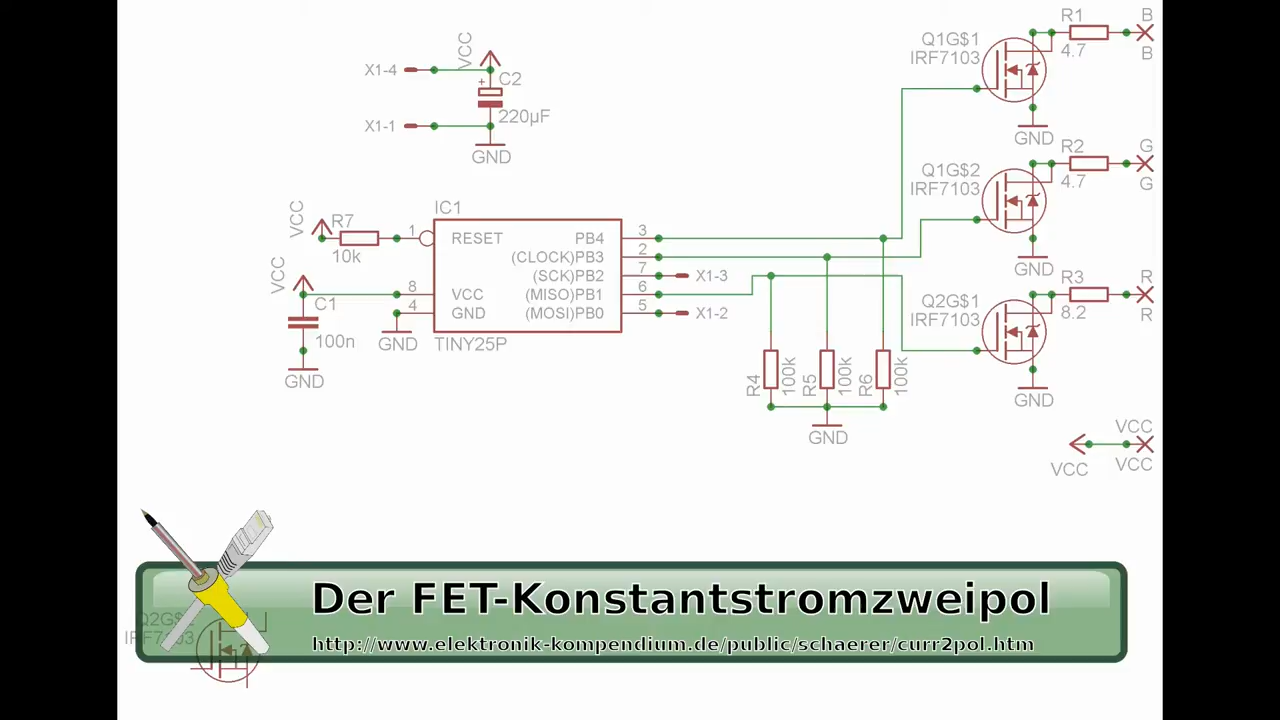 R1
B
4.7
B
Q1G$1
IRF7103
GND
VCC
X1-4
C2
+
220µF
X1-1
GND
R2
G
4.7
G
Q1G$2
IRF7103
GND
VCC
R7
10k
IC1
1
RESET
PB4
3
(CLOCK)PB3
2
(SCK)PB2
7
X1-3
8
VCC
(MISO)PB1
6
4
GND
(MOSI)PB0
5
X1-2
TINY25P
GND
VCC
C1
100n
GND
R3
R
8.2
R
Q2G$1
IRF7103
GND
R4
100k
R5
100k
R6
100k
GND
VCC
VCC
VCC
Der FET-Konstantstromzweipol
http://www.elektronik-kompendium.de/public/schaerer/curr2pol.htm